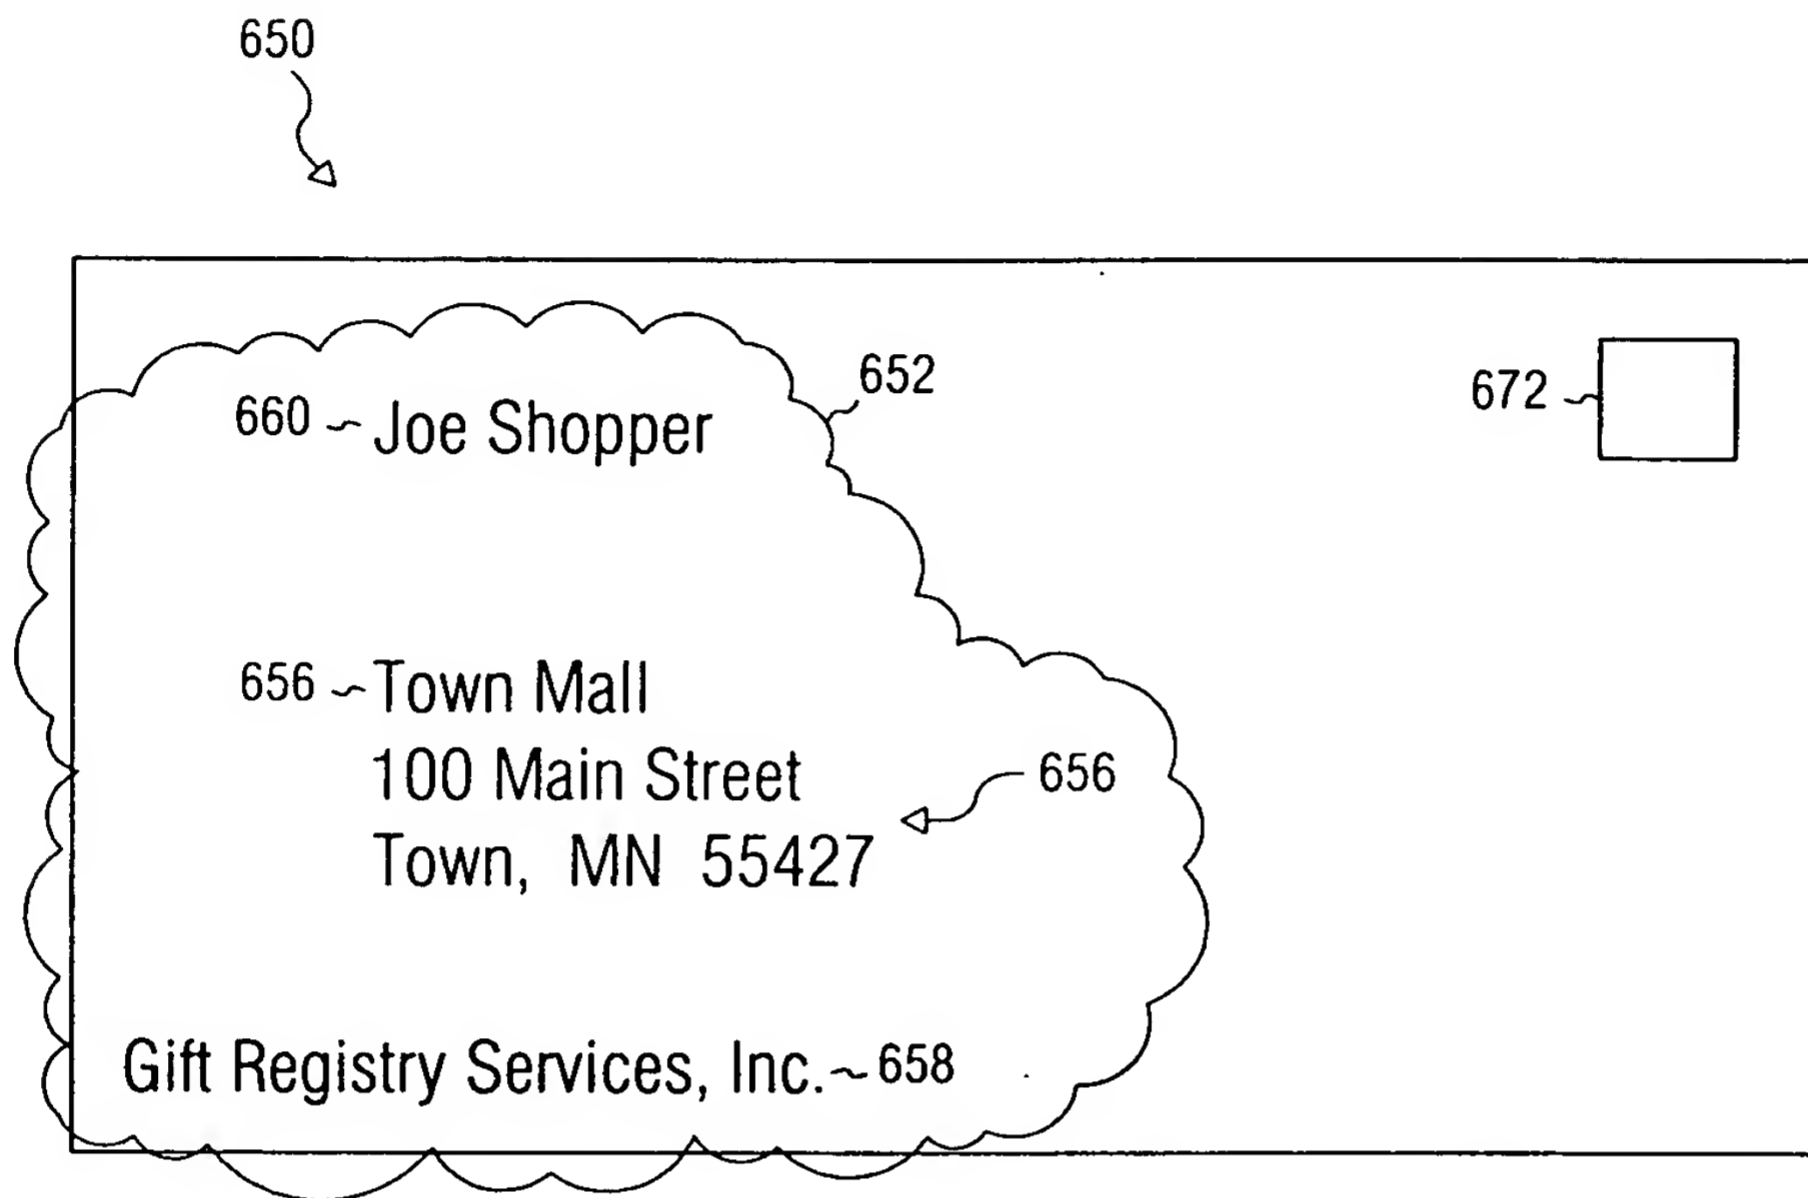 650
652
672
660 Joe Shopper
656 Town Mall
100 Main Street
656
Town, MN 55427
Gift Registry Services, Inc. 658